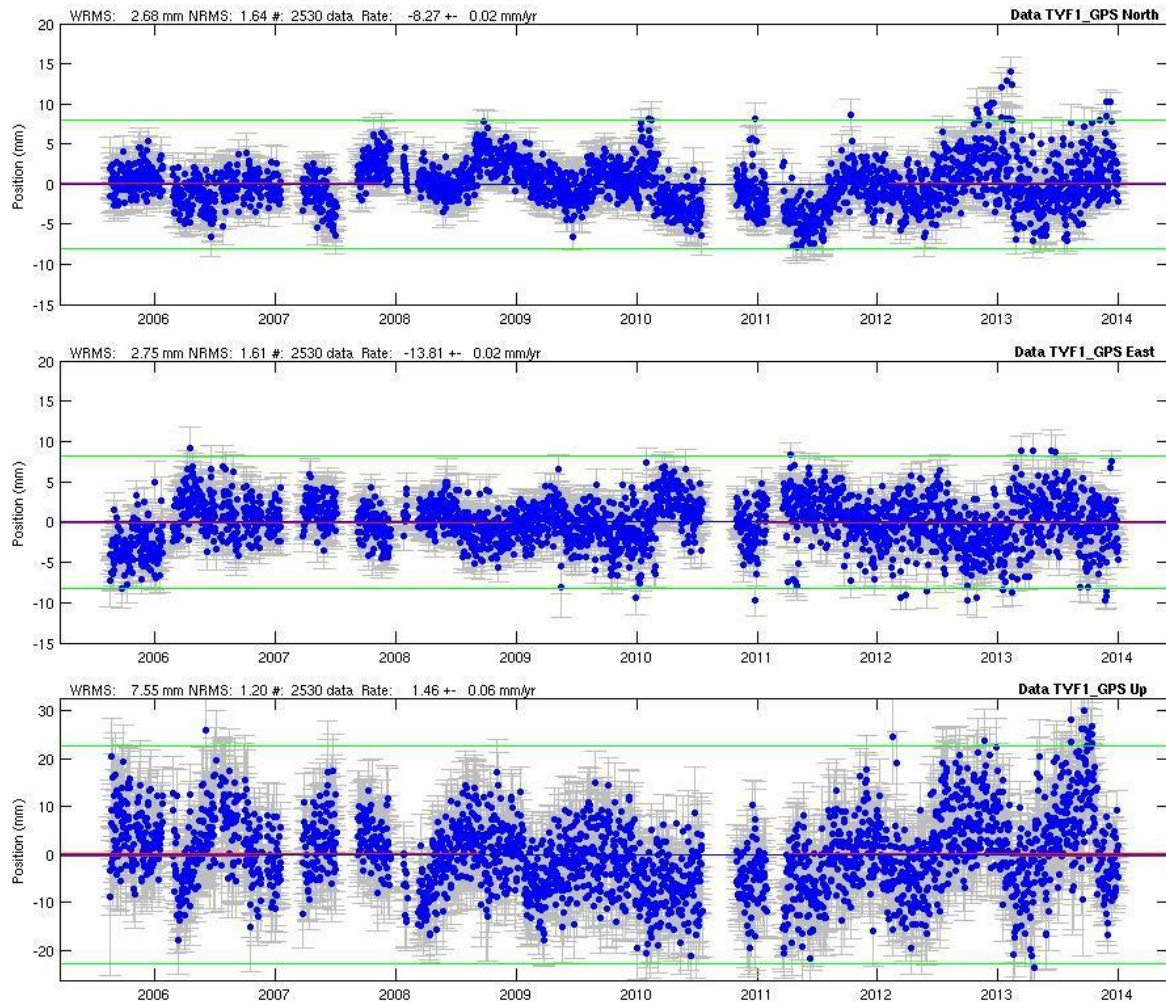 WRMS: 2.68 mm NRMS: 1.64 #: 2530 data Rate: -8.27 +- 0.02 mm/yr Data TYF1_GPS North
20
15
10
5
0
-5
-10
-15
Position (mm)
2006 2007 2008 2009 2010 2011 2012 2013 2014
WRMS: 2.75 mm NRMS: 1.61 #: 2530 data Rate: -13.81 +- 0.02 mm/yr Data TYF1_GPS East
20
15
10
5
0
-5
-10
-15
Position (mm)
2006 2007 2008 2009 2010 2011 2012 2013 2014
WRMS: 7.55 mm NRMS: 1.20 #: 2530 data Rate: 1.46 +- 0.06 mm/yr Data TYF1_GPS Up
30
20
10
0
-10
-20
Position (mm)
2006 2007 2008 2009 2010 2011 2012 2013 2014